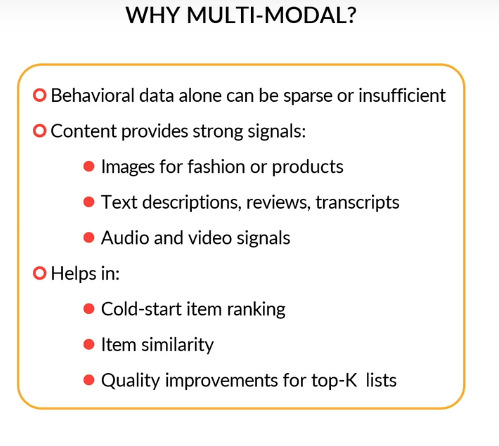 WHY MULTI-MODAL?
Behavioral data alone can be sparse or insufficient
Content provides strong signals:
Images for fashion or products
Text descriptions, reviews, transcripts
Audio and video signals
Helps in:
Cold-start item ranking
Item similarity
Quality improvements for top-K lists